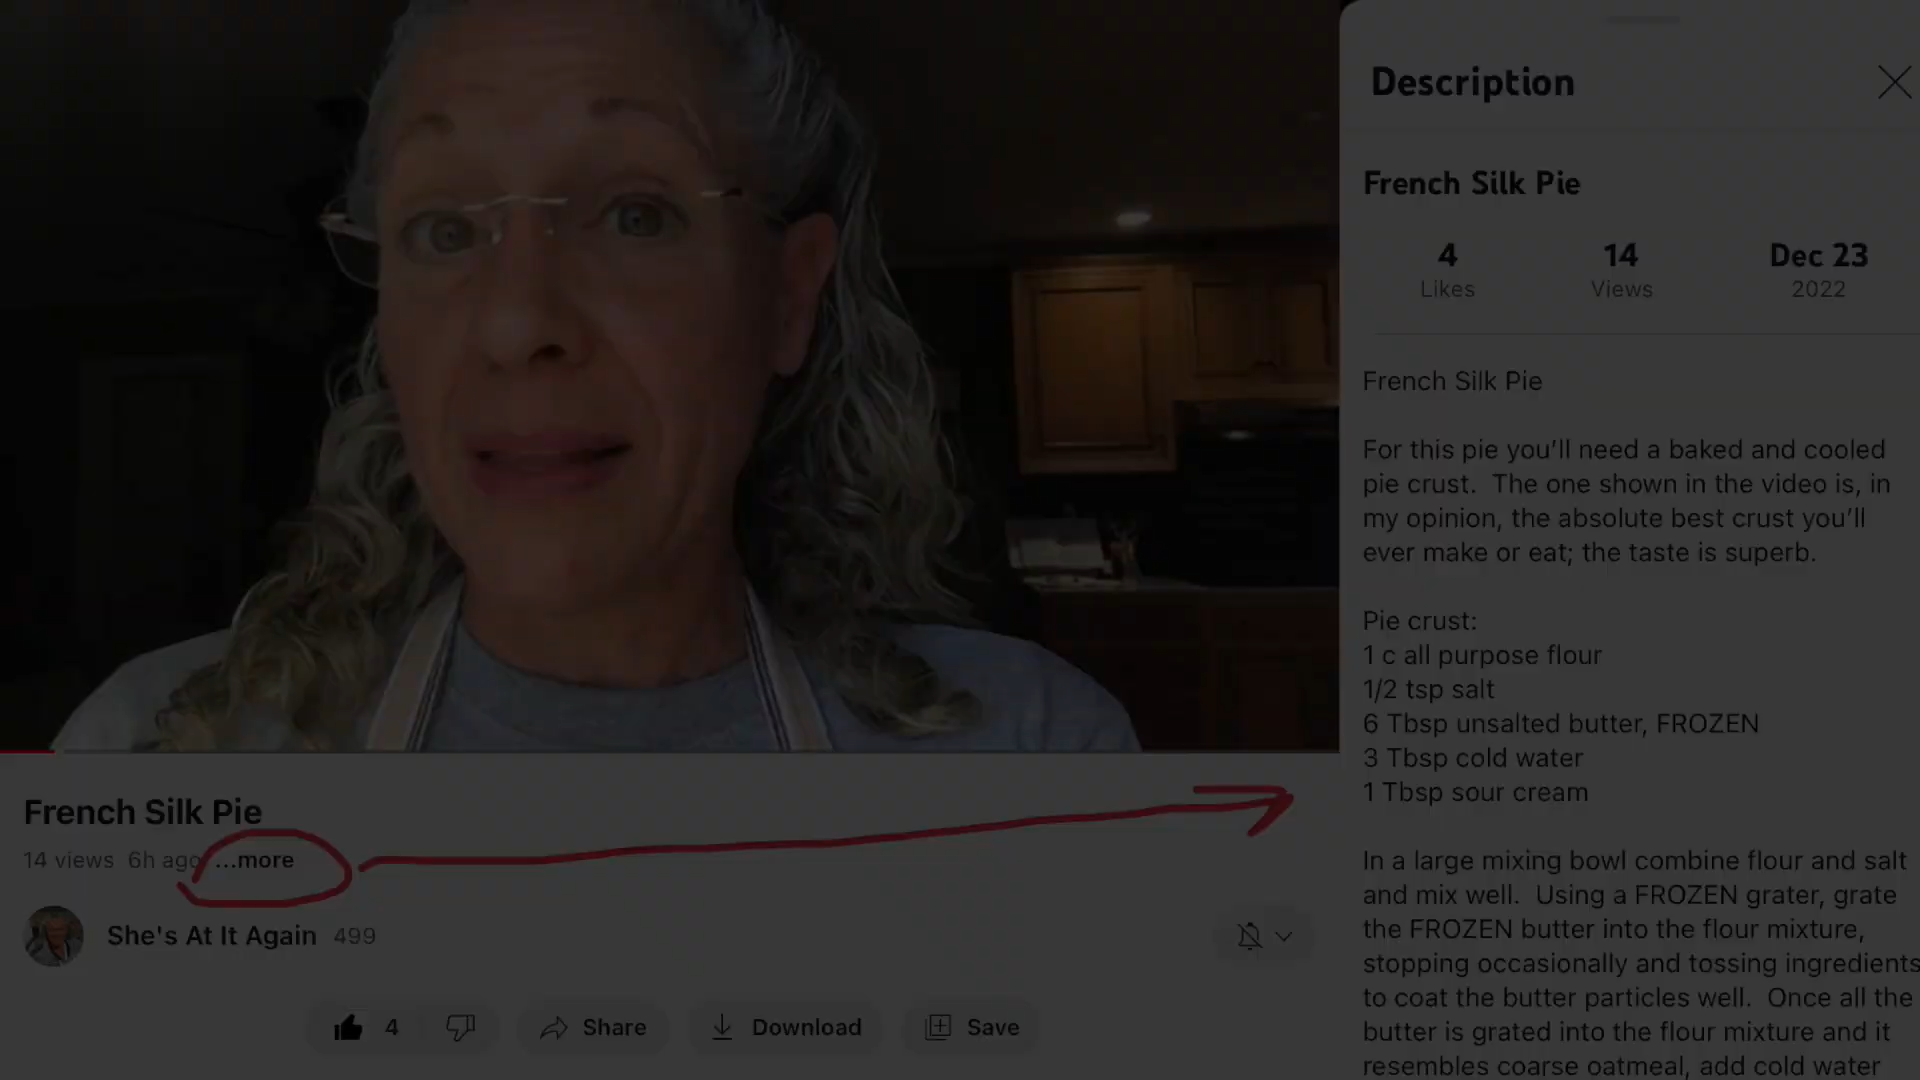 French Silk Pie
14 views 6h ago ...more
She's At It Again 499
4 Share Download Save
Description
French Silk Pie
4 14 Dec 23
Likes Views 2022
French Silk Pie
For this pie you'll need a baked and cooled
pie crust. The one shown in the video is, in
my opinion, the absolute best crust you'll
ever make or eat; the taste is superb.
Pie crust:
1 c all purpose flour
1/2 tsp salt
6 Tbsp unsalted butter, FROZEN
3 Tbsp cold water
1 Tbsp sour cream
In a large mixing bowl combine flour and salt
and mix well. Using a FROZEN grater, grate
the FROZEN butter into the flour mixture,
stopping occasionally and tossing ingredients
to coat the butter particles well. Once all the
butter is grated into the flour mixture and it
resembles coarse oatmeal, add cold water